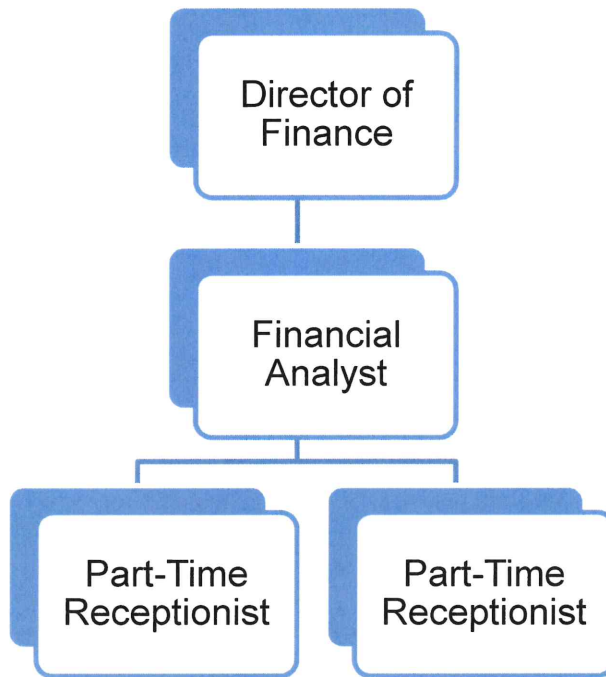 Director of
Finance
Financial
Analyst
Part-Time
Receptionist
Part-Time
Receptionist